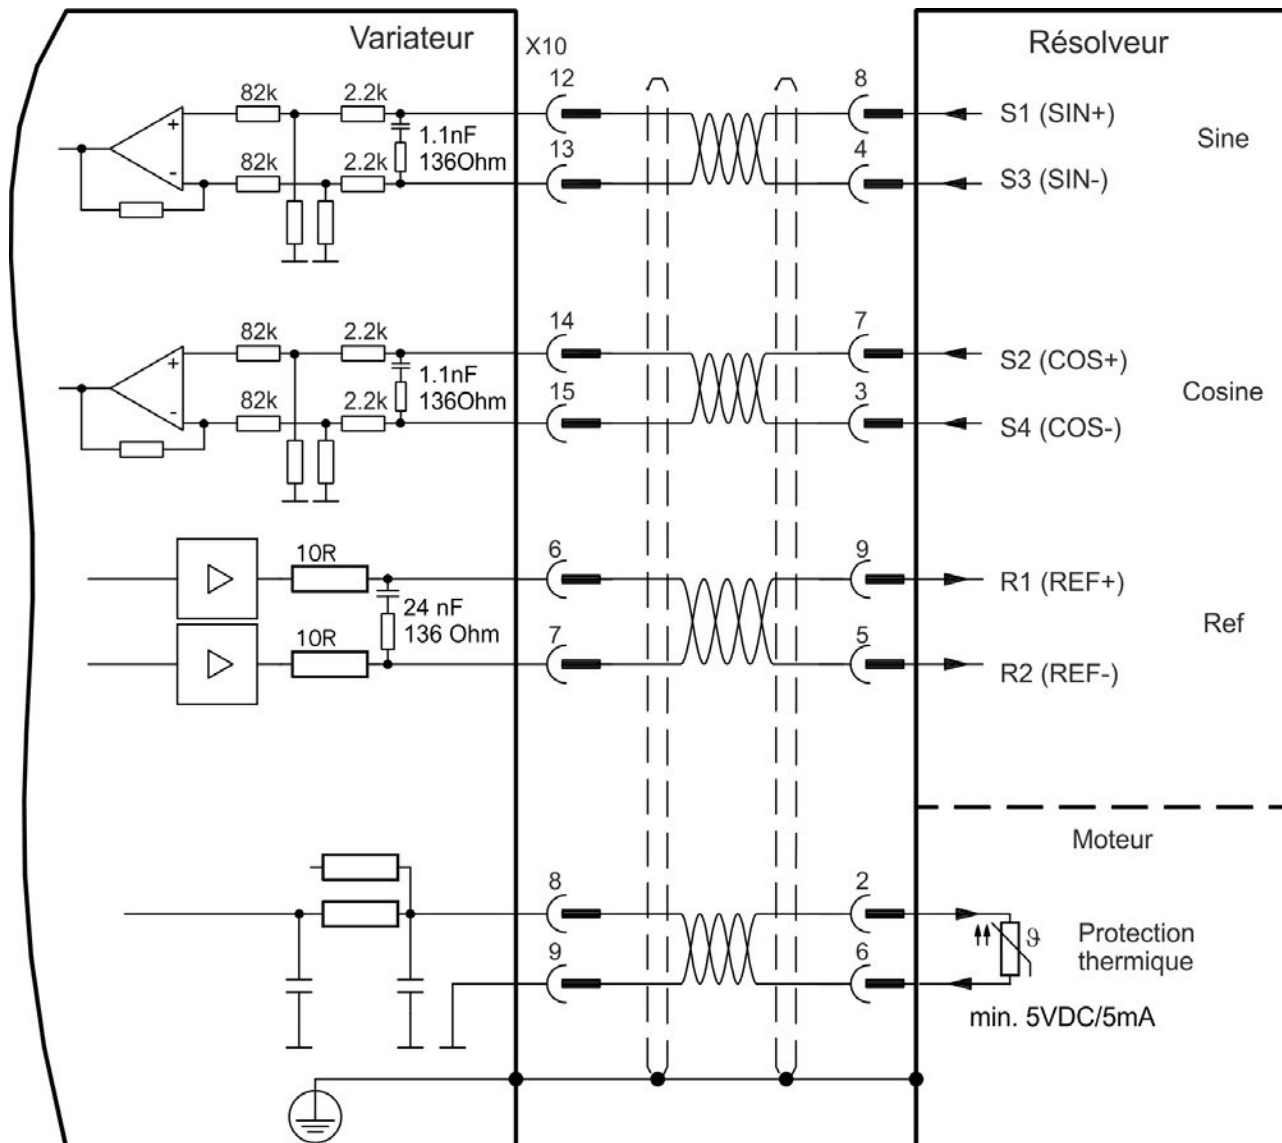 Variateur
X10
Résolveur
82k
2.2k
12
8
S1 (SIN+)
+
1.1nF
136Ohm
Sine
82k
2.2k
13
4
-
S3 (SIN-)
82k
2.2k
14
7
S2 (COS+)
+
1.1nF
136Ohm
Cosine
82k
2.2k
15
3
-
S4 (COS-)
10R
6
9
R1 (REF+)
24 nF
136 Ohm
Ref
10R
7
5
R2 (REF-)
Moteur
8
2
ϑ
Protection
thermique
9
6
min. 5VDC/5mA